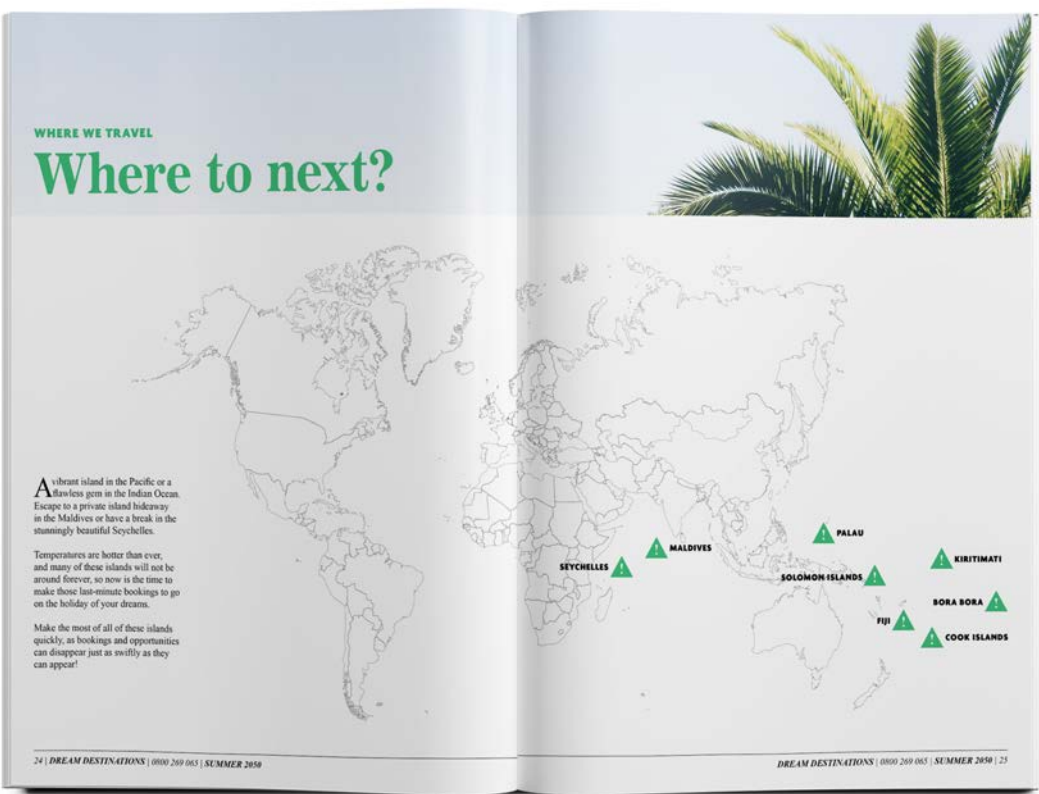 WHERE WE TRAVEL
Where to next?
A vibrant island in the Pacific or a
flawless gem in the Indian Ocean.
Escape to a private island hideaway
in the Maldives or have a break in the
stunningly beautiful Seychelles.
Temperatures are hotter than ever,
and many of these islands will not be
around forever, so now is the time to
make those last-minute bookings to go
on the holiday of your dreams.
Make the most of all of these islands
quickly, as bookings and opportunities
can disappear just as swiftly as they
can appear!
PALAU
MALDIVES
KIRITIMATI
SEYCHELLES
SOLOMON ISLANDS
BORA BORA
FIJI
COOK ISLANDS
24 | DREAM DESTINATIONS | 0800 269 065 | SUMMER 2050
DREAM DESTINATIONS | 0800 269 065 | SUMMER 2050 | 25